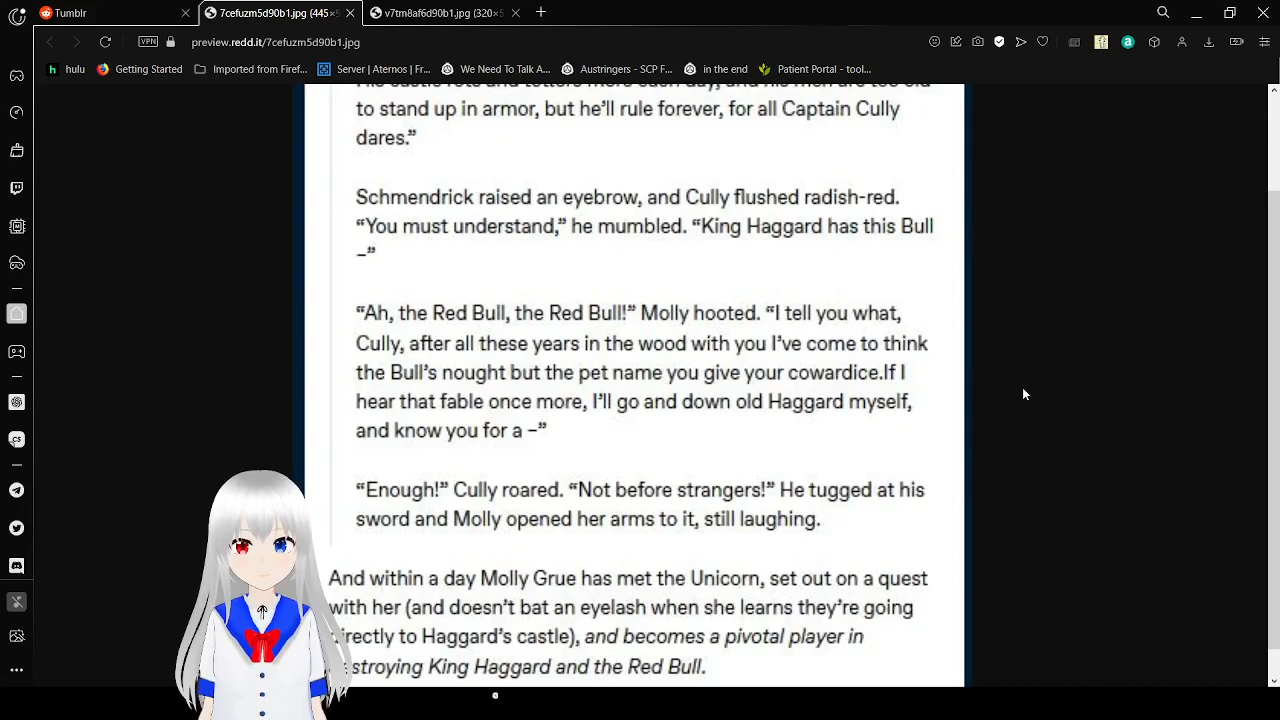 Tumblr
7cefuzm5d90b1.jpg (445×5
v7tm8af6d90b1.jpg (320×5
VPN
preview.redd.it/7cefuzm5d90b1.jpg
hulu
Getting Started
Imported from Firef...
Server | Aternos | Fr...
We Need To Talk A...
Austringers - SCP F...
in the end
Patient Portal - tool...
to stand up in armor, but he’ll rule forever, for all Captain Cully
dares.”
Schmendrick raised an eyebrow, and Cully flushed radish-red.
“You must understand,” he mumbled. “King Haggard has this Bull
–”
“Ah, the Red Bull, the Red Bull!” Molly hooted. “I tell you what,
Cully, after all these years in the wood with you I’ve come to think
the Bull’s nought but the pet name you give your cowardice.If I
hear that fable once more, I’ll go and down old Haggard myself,
and know you for a –”
“Enough!” Cully roared. “Not before strangers!” He tugged at his
sword and Molly opened her arms to it, still laughing.
And within a day Molly Grue has met the Unicorn, set out on a quest
with her (and doesn’t bat an eyelash when she learns they’re going
directly to Haggard’s castle), and becomes a pivotal player in
destroying King Haggard and the Red Bull.